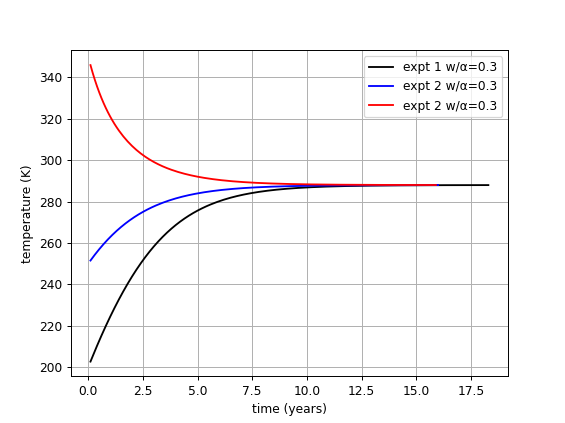 expt 1 w/α=0.3
expt 2 w/α=0.3
expt 2 w/α=0.3
temperature (K)
340
320
300
280
260
240
220
200
0.0 2.5 5.0 7.5 10.0 12.5 15.0 17.5
time (years)